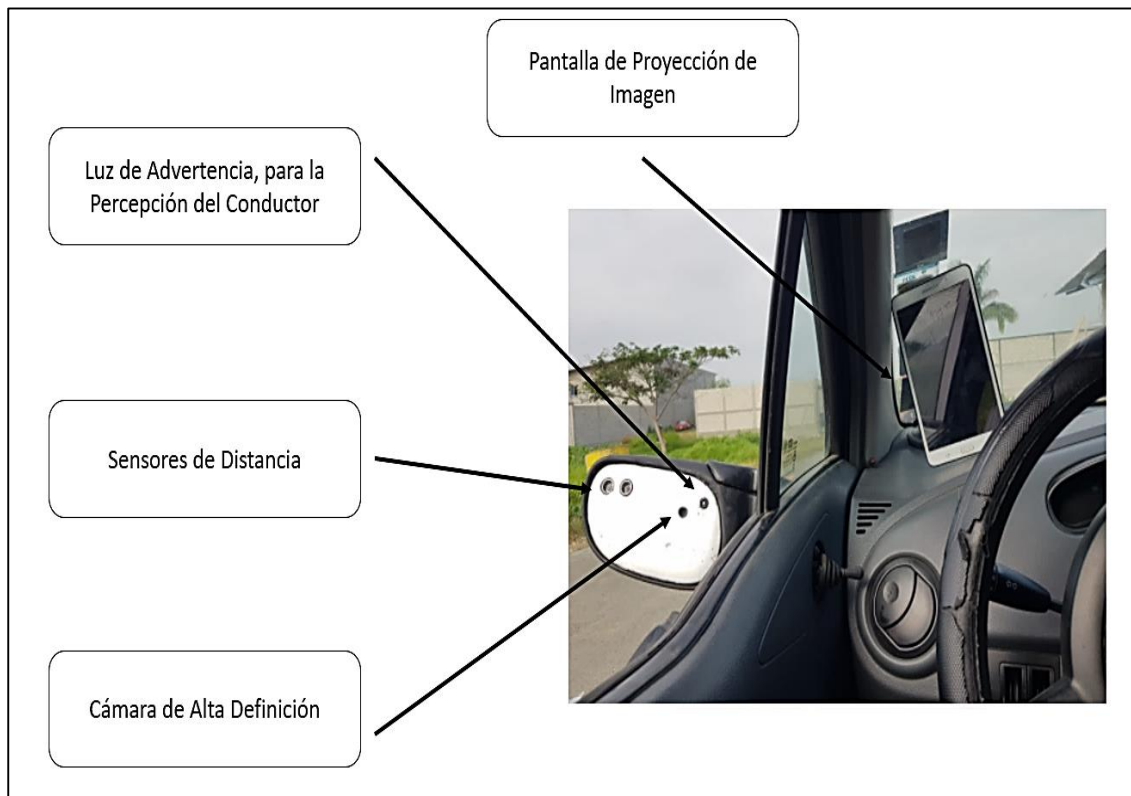 Pantalla de Proyección de
Imagen
Luz de Advertencia, para la
Percepción del Conductor
Sensores de Distancia
Cámara de Alta Definición